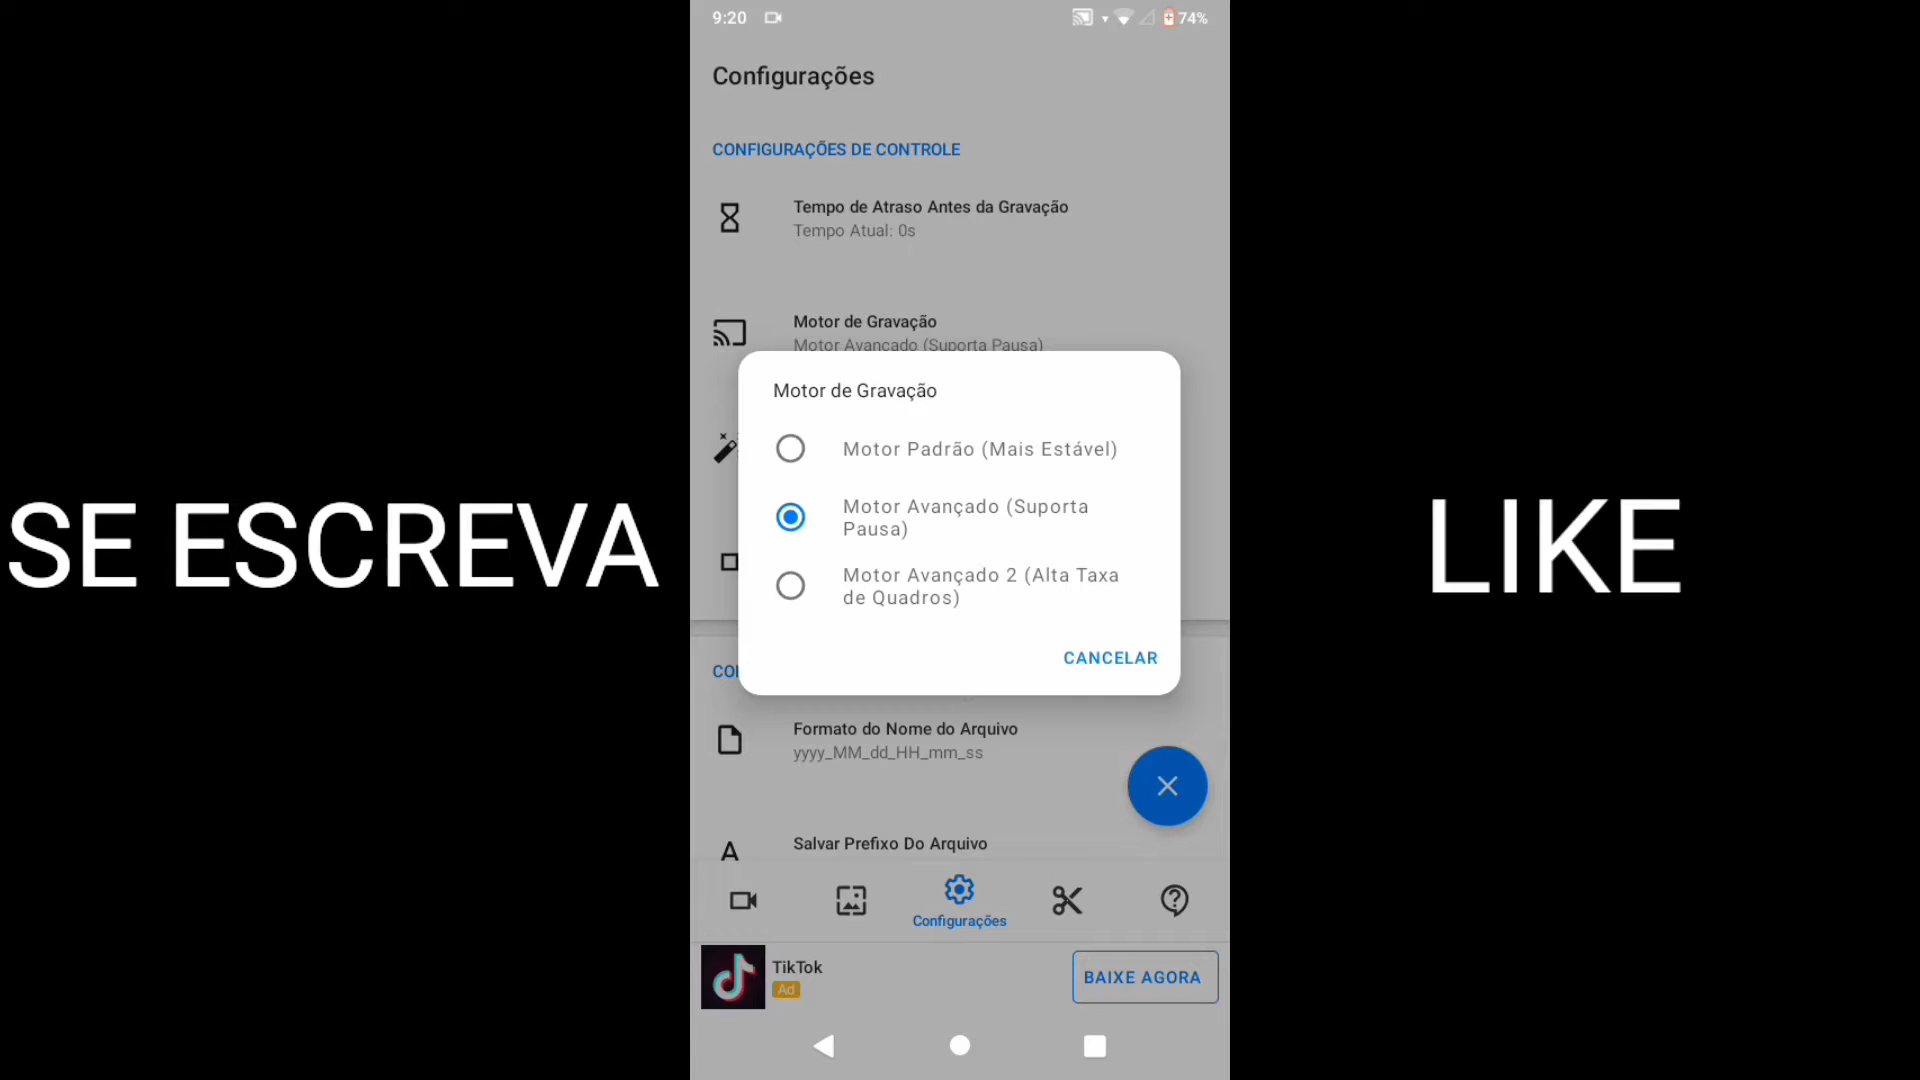 9:20
74%
Configurações
CONFIGURAÇÕES DE CONTROLE
Tempo de Atraso Antes da Gravação
Tempo Atual: 0s
Motor de Gravação
Motor Avançado (Suporta Pausa)
Motor de Gravação
Motor Padrão (Mais Estável)
Motor Avançado (Suporta
Pausa)
Motor Avançado 2 (Alta Taxa
de Quadros)
CANCELAR
SE ESCREVA
LIKE
Formato do Nome do Arquivo
yyyy_MM_dd_HH_mm_ss
Salvar Prefixo Do Arquivo
Configurações
TikTok
Ad
BAIXE AGORA